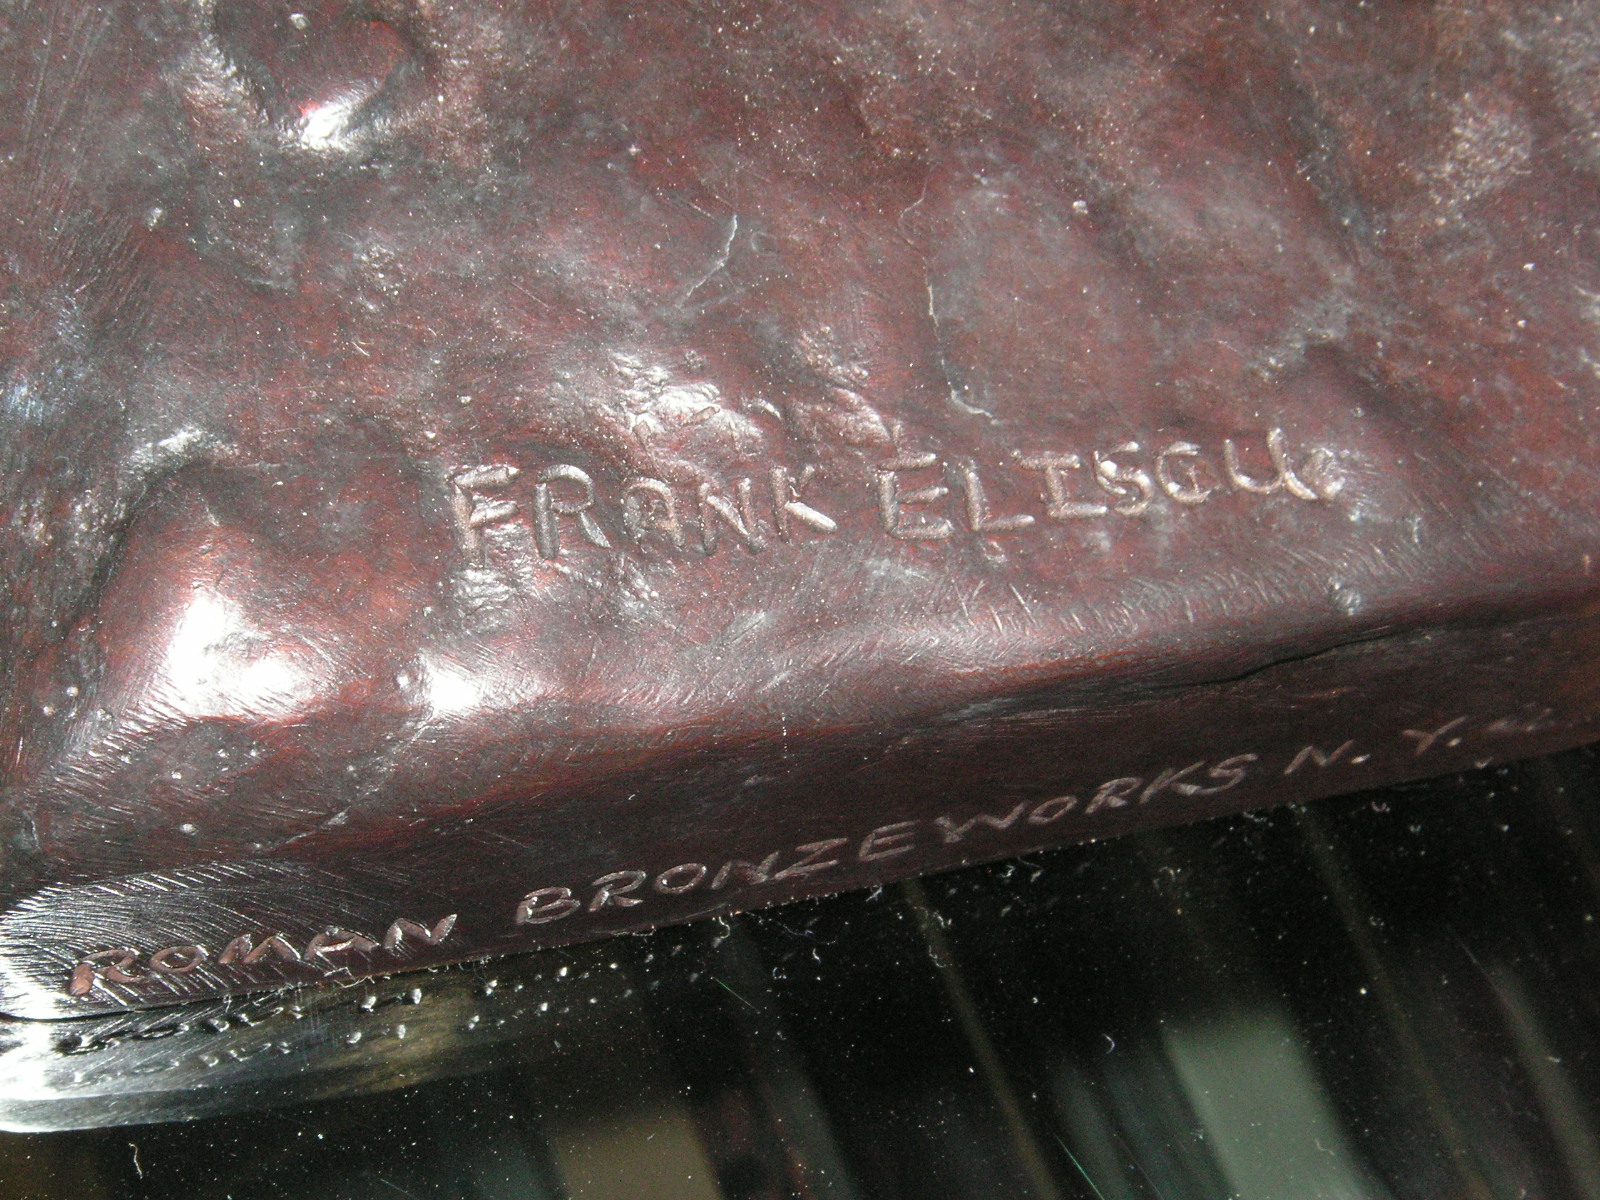 FRANK ELISCU
ROMAN BRONZEWORKS N. Y.